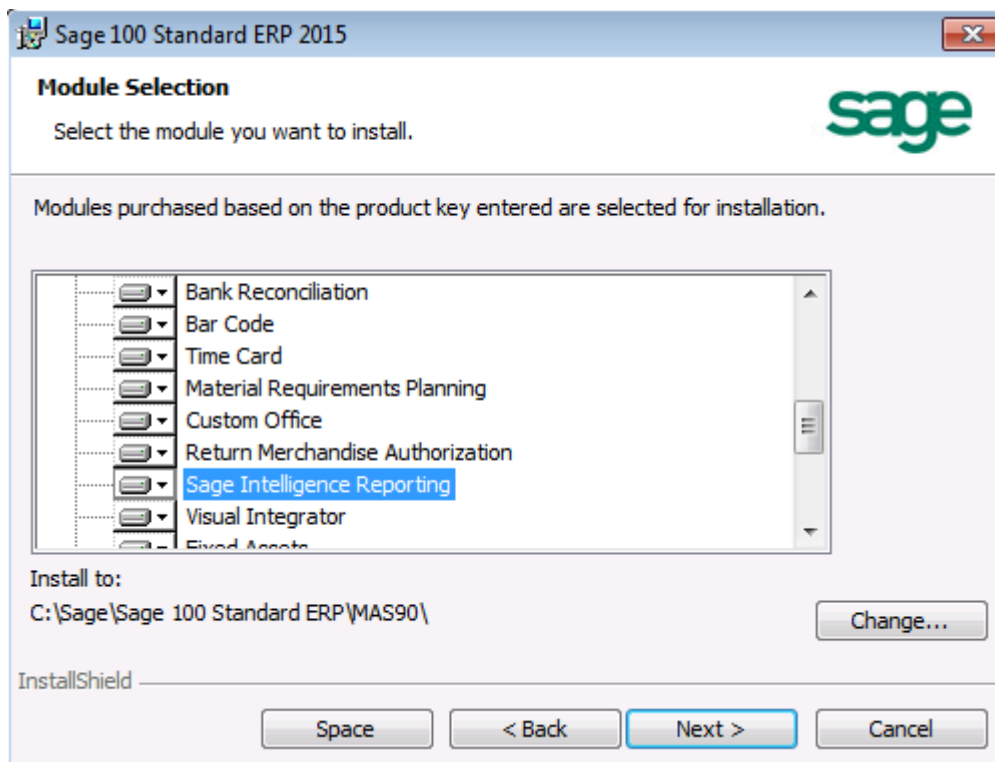 Sage 100 Standard ERP 2015
Module Selection
Select the module you want to install.
sage
Modules purchased based on the product key entered are selected for installation.
Bank Reconciliation
Bar Code
Time Card
Material Requirements Planning
Custom Office
Return Merchandise Authorization
Sage Intelligence Reporting
Visual Integrator
Fixed Assets
Install to:
C:\Sage\Sage 100 Standard ERP\MAS90\
Change...
InstallShield
Space
< Back
Next >
Cancel